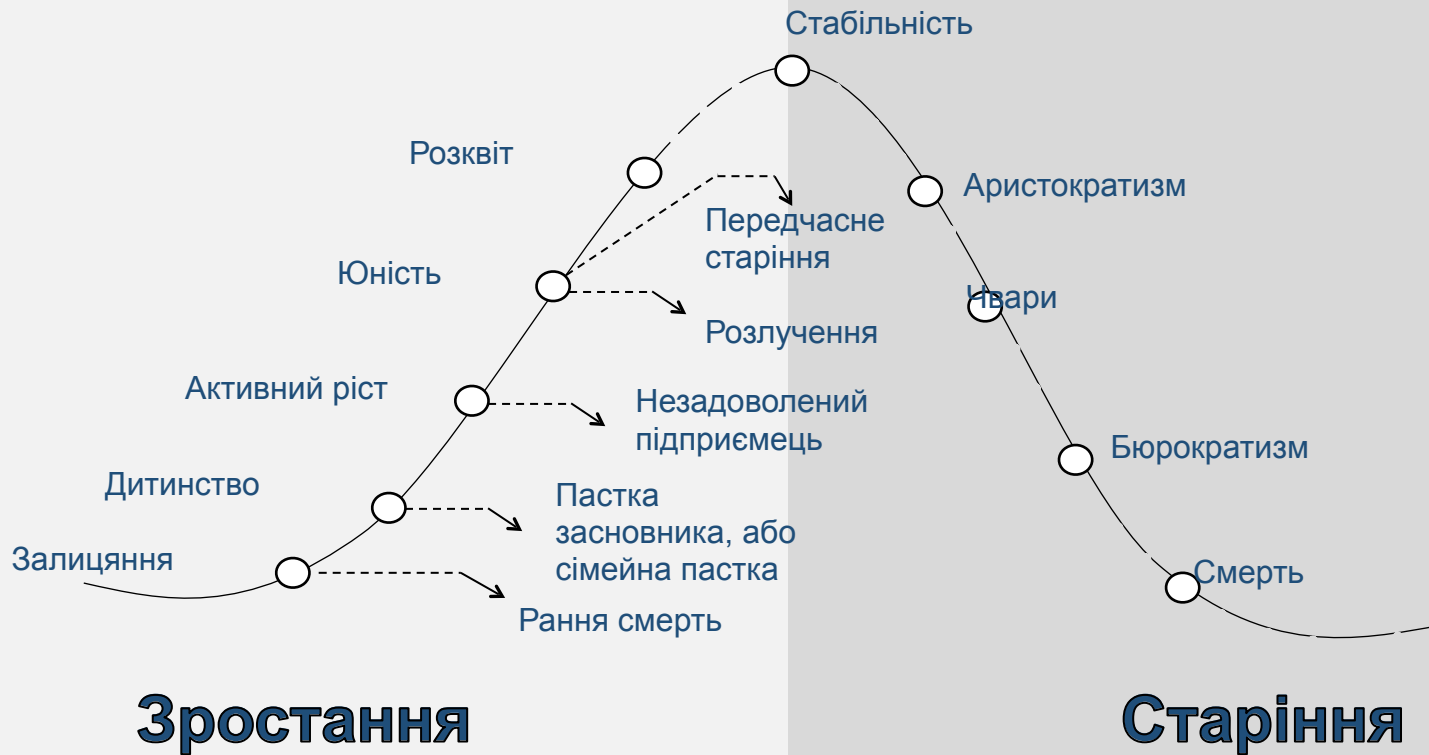 Стабільність
Розквіт
Аристократизм
Передчасне
старіння
Юність
Чвари
Розлучення
Активний ріст
Незадоволений
підприємець
Бюрократизм
Дитинство
Пастка
засновника, або
сімейна пастка
Залицяння
Смерть
Рання смерть
Зростання
Старіння